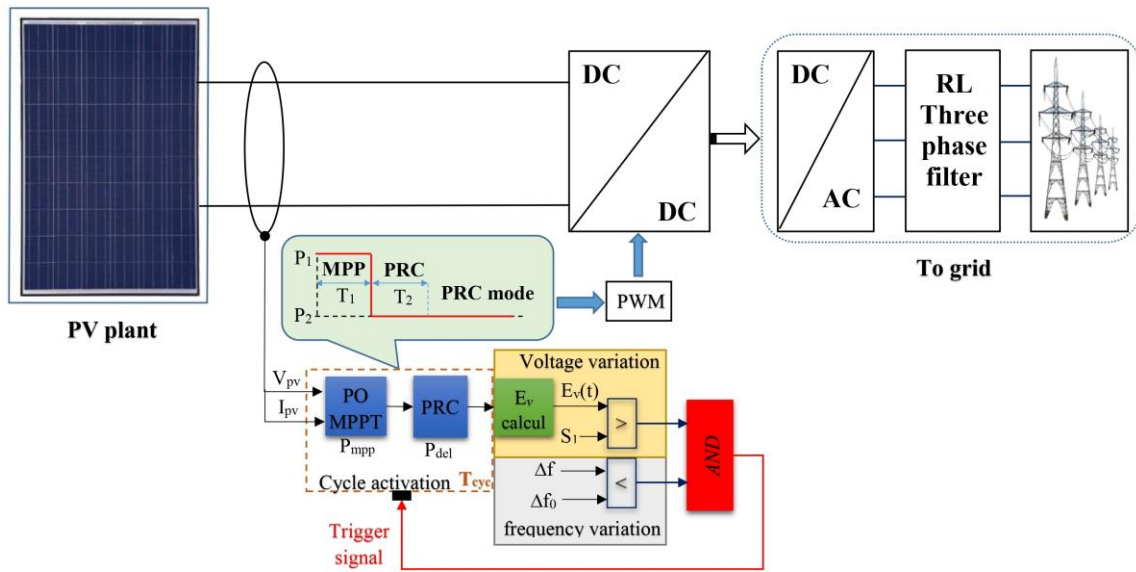 DC
DC
DC
AC
RL
Three
phase
filter
To grid
PV plant
P₁
MPP
PRC
T₁
T₂
PRC mode
P₂
PWM
Vpv
Ipv
PO
MPPT
Pmpp
PRC
Pdel
Cycle activation
Tcyc
Voltage variation
Eᵥ
calcul
Eᵥ(t)
S₁
>
Δf
Δf₀
<
frequency variation
AND
Trigger
signal